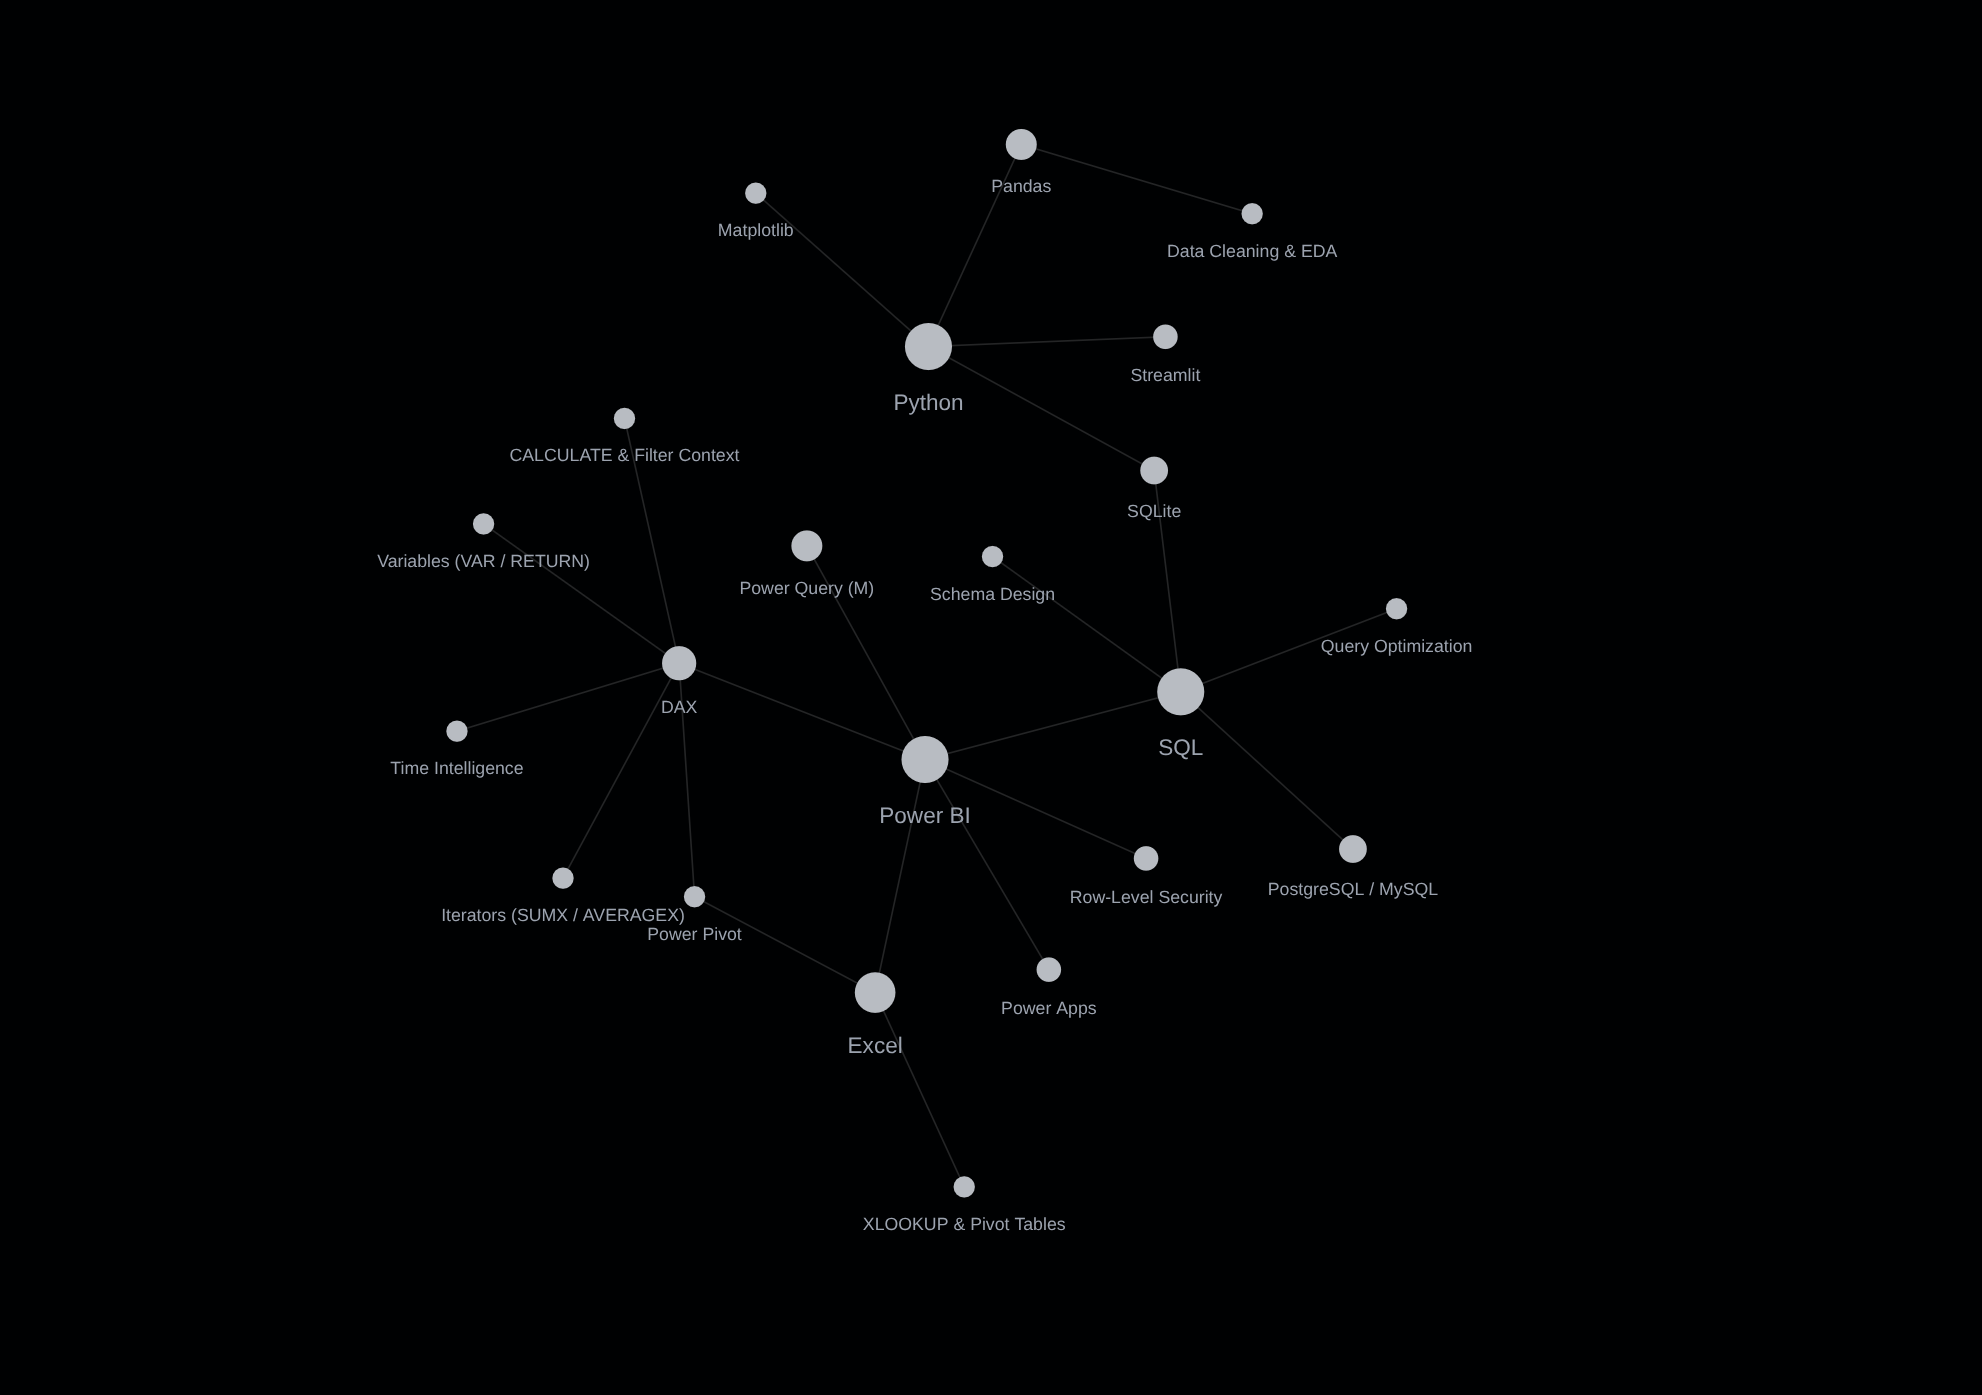 Pandas
Matplotlib
Data Cleaning & EDA
Streamlit
Python
CALCULATE & Filter Context
SQLite
Variables (VAR / RETURN)
Power Query (M)
Schema Design
Query Optimization
DAX
SQL
Time Intelligence
Power BI
PostgreSQL / MySQL
Row-Level Security
Iterators (SUMX / AVERAGEX)
Power Pivot
Power Apps
Excel
XLOOKUP & Pivot Tables